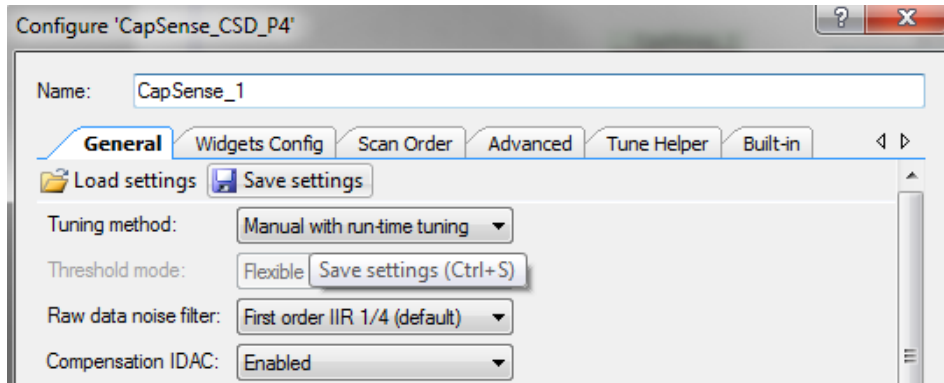 Configure 'CapSense_CSD_P4'
Name: CapSense_1
General Widgets Config Scan Order Advanced Tune Helper Built-in
Load settings Save settings
Tuning method: Manual with run-time tuning
Threshold mode: Flexible
Save settings (Ctrl+S)
Raw data noise filter: First order IIR 1/4 (default)
Compensation IDAC: Enabled